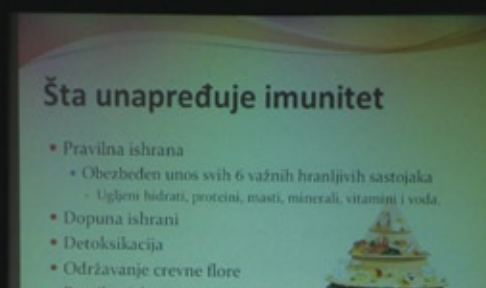 Šta unapređuje imunitet
• Pravilna ishrana
• Obezbeđen unos svih 6 važnih hranljivih sastojaka
Ugljeni hidrati, proteini, masti, minerali, vitamini i voda.
• Dopuna ishrani
• Detoksikacija
• Održavanje crevne flore